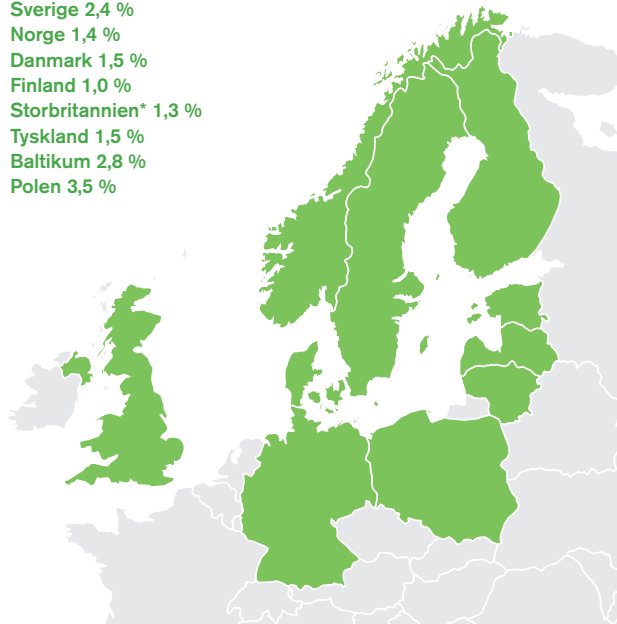 Sverige 2,4 %
Norge 1,4 %
Danmark 1,5 %
Finland 1,0 %
Storbritannien* 1,3 %
Tyskland 1,5 %
Baltikum 2,8 %
Polen 3,5 %